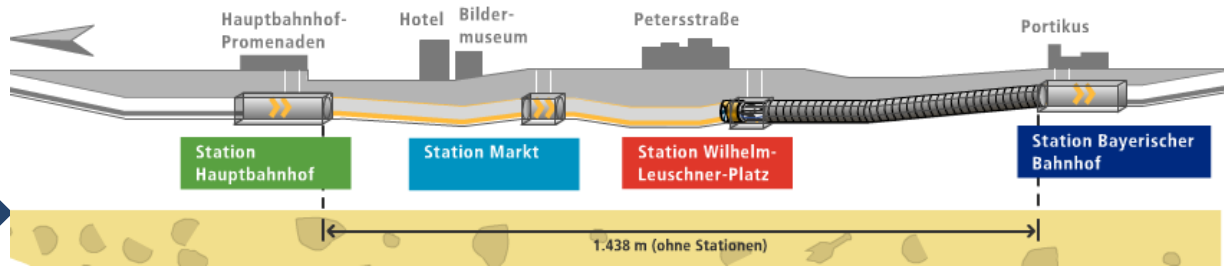 Hauptbahnhof-
Promenaden
Hotel
Bilder-
museum
Petersstraße
Portikus
Station
Hauptbahnhof
Station Markt
Station Wilhelm-
Leuschner-Platz
Station Bayerischer
Bahnhof
1.438 m (ohne Stationen)